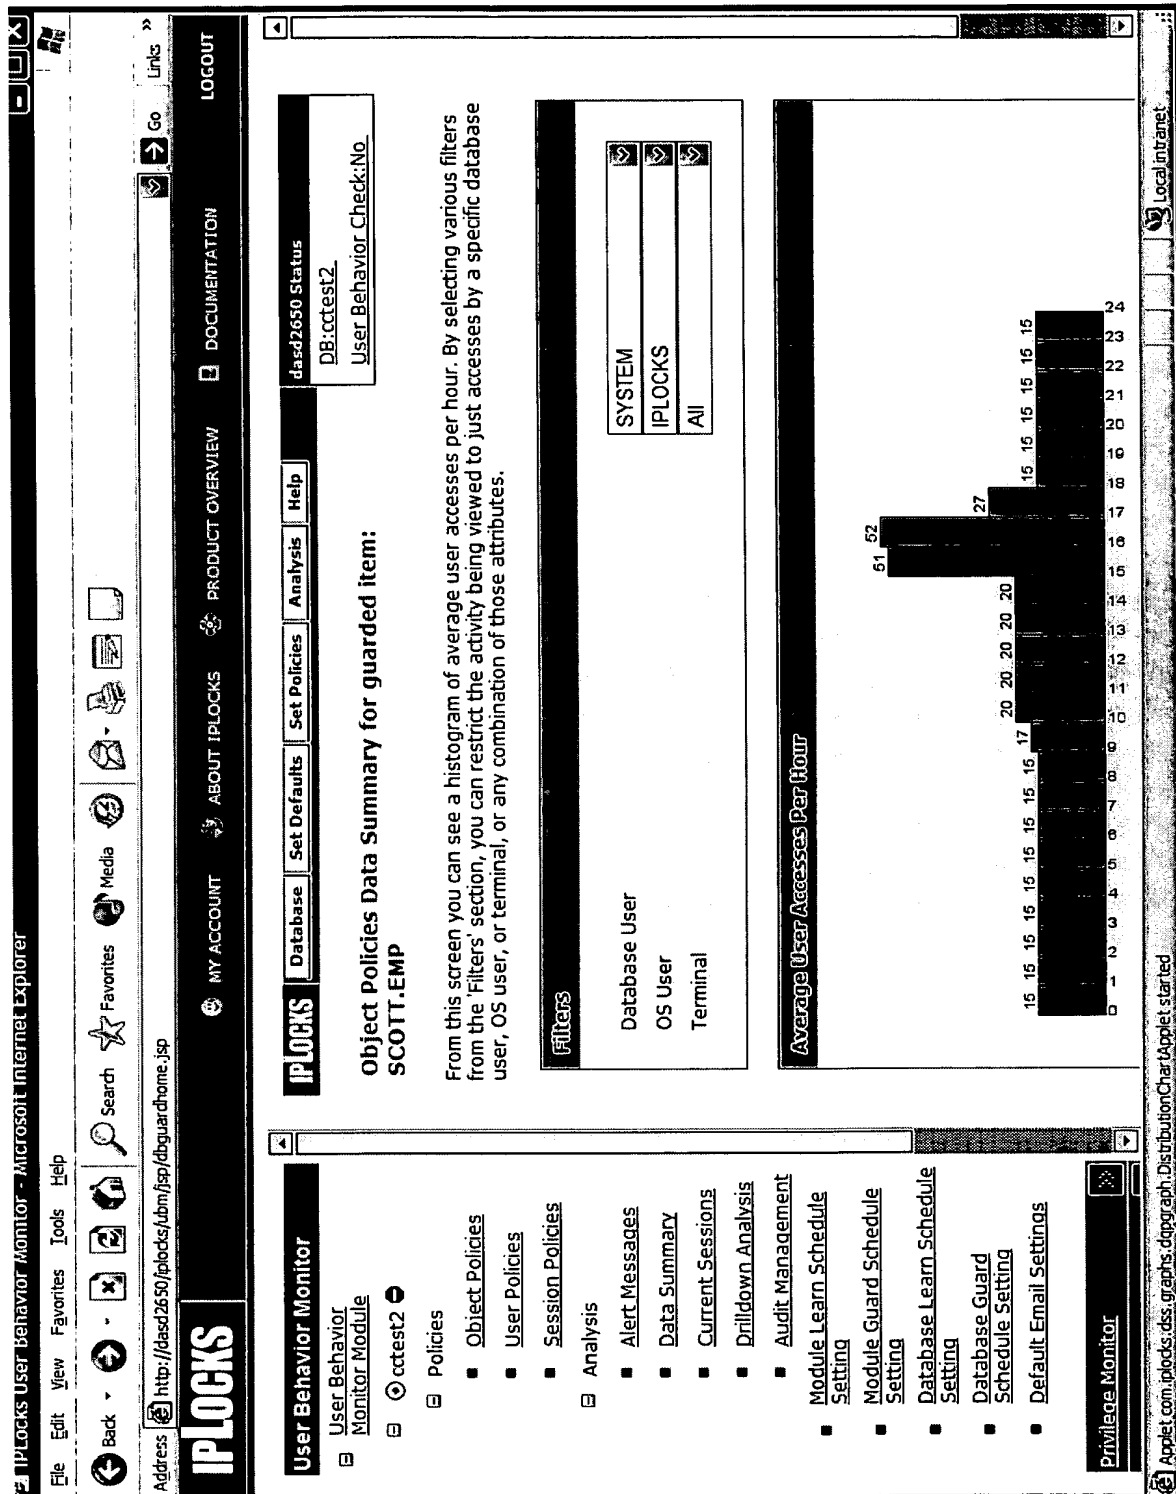 IPLocks User Behavior Monitor - Microsoft Internet Explorer
File Edit View Favorites Tools Help
Back Search Favorites Media
Address http://dasd2650/iplocks/ubm/jsp/dbguardhome.jsp Go Links »
IPLOCKS MY ACCOUNT ABOUT IPLOCKS PRODUCT OVERVIEW DOCUMENTATION LOGOUT
User Behavior Monitor
User Behavior
Monitor Module
cctest2
Policies
Object Policies
User Policies
Session Policies
Analysis
Alert Messages
Data Summary
Current Sessions
Drilldown Analysis
Audit Management
Module Learn Schedule
Setting
Module Guard Schedule
Setting
Database Learn Schedule
Setting
Database Guard
Schedule Setting
Default Email Settings
Privilege Monitor
IPLOCKS Database Set Defaults Set Policies Analysis Help
dasd2650 Status
DB:cctest2
User Behavior Check:No
Object Policies Data Summary for guarded item:
SCOTT.EMP
From this screen you can see a histogram of average user accesses per hour. By selecting various filters
from the 'Filters' section, you can restrict the activity being viewed to just accesses by a specific database
user, OS user, or terminal, or any combination of those attributes.
Filters
Database User SYSTEM
OS User IPLOCKS
Terminal All
Average User Accesses Per Hour
15 15 15 15 15 15 15 15 15 17 20 20 20 20 20 51 52 27 15 15 15 15 15 15
0 1 2 3 4 5 6 7 8 9 10 11 12 13 14 15 16 17 18 19 20 21 22 23 24
Applet com.iplocks.dss.graphs.dqpgraph.DistributionChartApplet started Local intranet